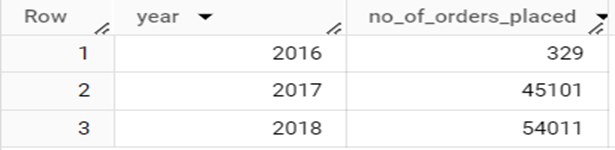 Row year no_of_orders_placed
1 2016 329
2 2017 45101
3 2018 54011